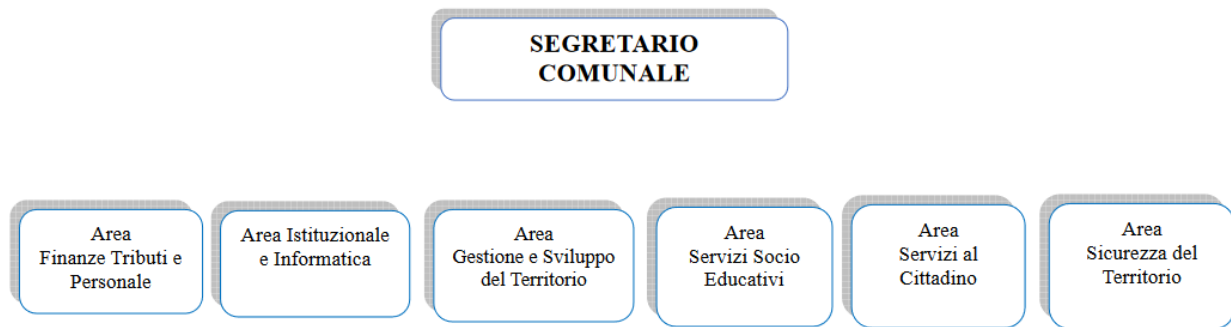 SEGRETARIO
COMUNALE
Area
Finanze Tributi e
Personale
Area Istituzionale
e Informatica
Area
Gestione e Sviluppo
del Territorio
Area
Servizi Socio
Educativi
Area
Servizi al
Cittadino
Area
Sicurezza del
Territorio